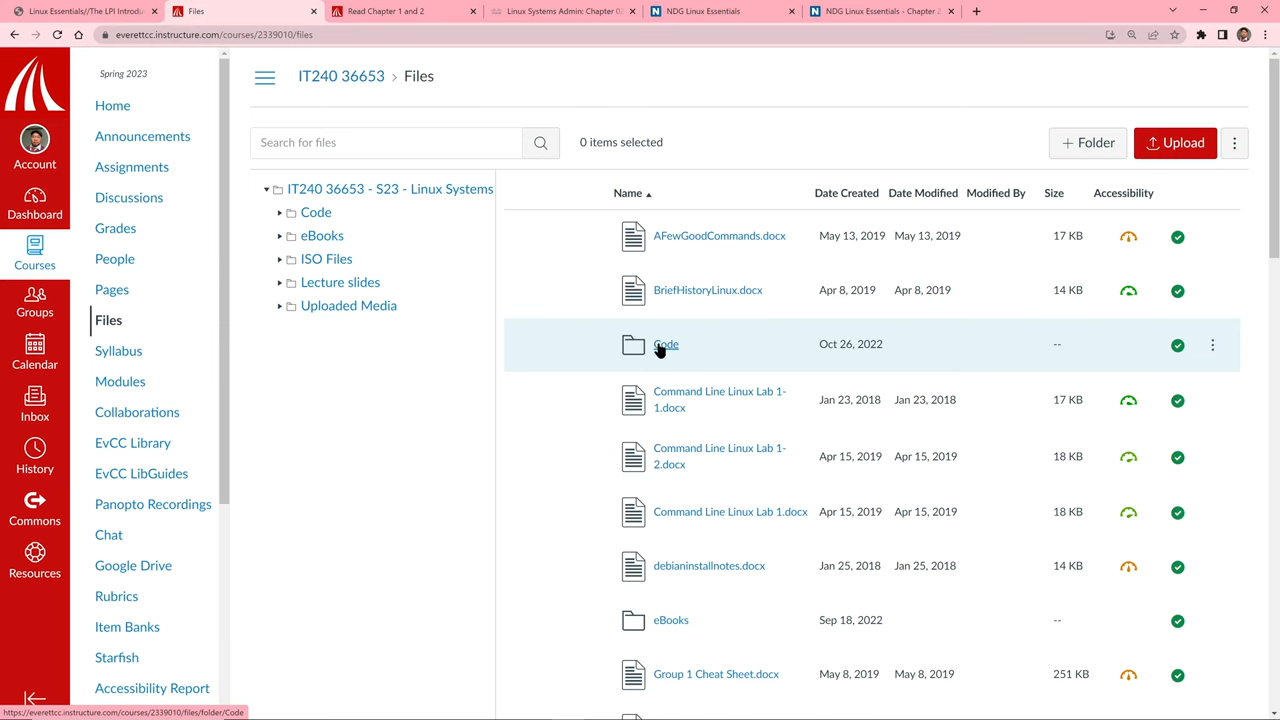 Linux Essentials//The LPI Introdu
Files
Read Chapter 1 and 2
Linux Systems Admin: Chapter 0
NDG Linux Essentials
NDG Linux Essentials - Chapter 2
everettcc.instructure.com/courses/2339010/files
Account
Dashboard
Courses
Groups
Calendar
Inbox
History
Commons
Resources
Spring 2023
Home
Announcements
Assignments
Discussions
Grades
People
Pages
Files
Syllabus
Modules
Collaborations
EvCC Library
EvCC LibGuides
Panopto Recordings
Chat
Google Drive
Rubrics
Item Banks
Starfish
Accessibility Report
IT240 36653 > Files
Search for files
0 items selected
+ Folder
Upload
IT240 36653 - S23 - Linux Systems
Code
eBooks
ISO Files
Lecture slides
Uploaded Media
Name Date Created Date Modified Modified By Size Accessibility
AFewGoodCommands.docx May 13, 2019 May 13, 2019 17 KB
BriefHistoryLinux.docx Apr 8, 2019 Apr 8, 2019 14 KB
Code Oct 26, 2022 --
Command Line Linux Lab 1-
1.docx Jan 23, 2018 Jan 23, 2018 17 KB
Command Line Linux Lab 1-
2.docx Apr 15, 2019 Apr 15, 2019 18 KB
Command Line Linux Lab 1.docx Apr 15, 2019 Apr 15, 2019 18 KB
debianinstallnotes.docx Jan 25, 2018 Jan 25, 2018 14 KB
eBooks Sep 18, 2022 --
Group 1 Cheat Sheet.docx May 8, 2019 May 8, 2019 251 KB
https://everettcc.instructure.com/courses/2339010/files/folder/Code